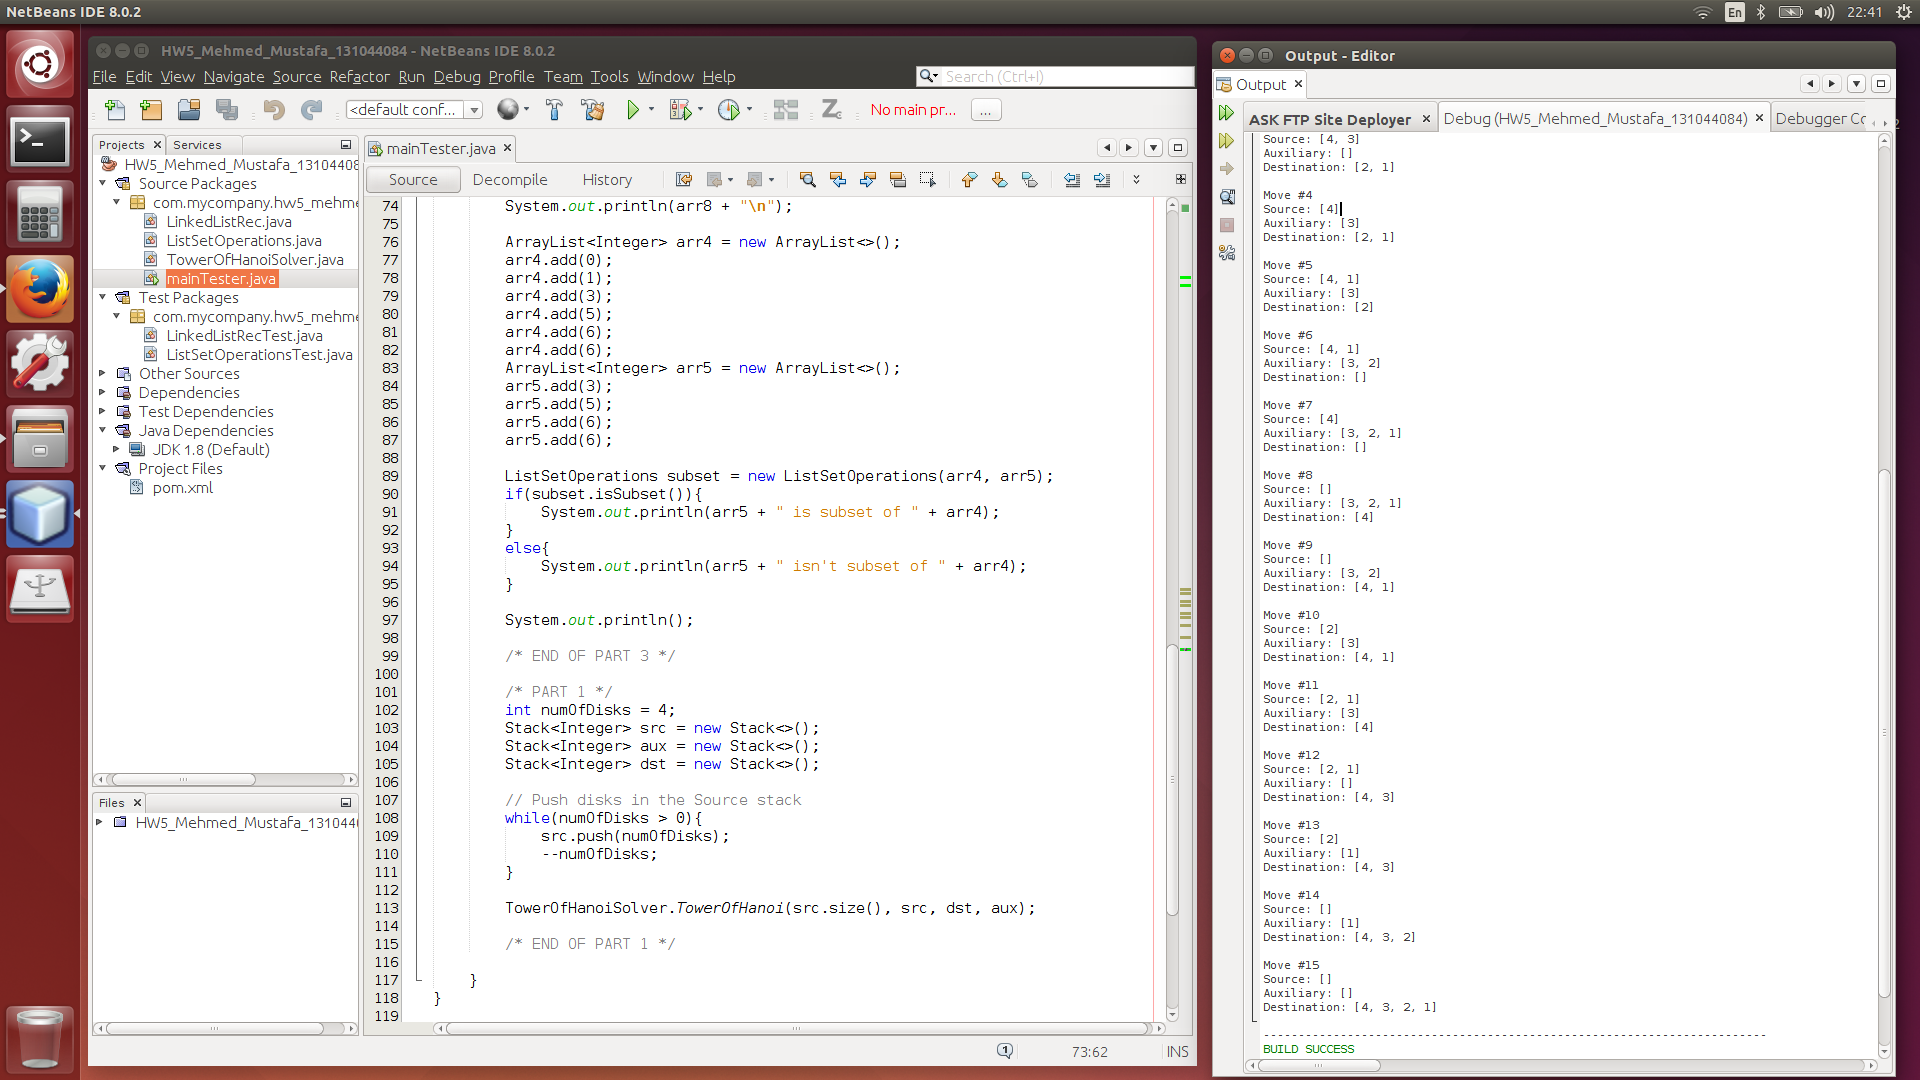 NetBeans IDE 8.0.2
En
22:41
HW5_Mehmed_Mustafa_131044084 - NetBeans IDE 8.0.2
File Edit View Navigate Source Refactor Run Debug Profile Team Tools Window Help
Search (Ctrl+I)
<default conf...
No main pr...
...
Projects
Services
HW5_Mehmed_Mustafa_13104408
Source Packages
com.mycompany.hw5_mehme
LinkedListRec.java
ListSetOperations.java
TowerOfHanoiSolver.java
mainTester.java
Test Packages
com.mycompany.hw5_mehme
LinkedListRecTest.java
ListSetOperationsTest.java
Other Sources
Dependencies
Test Dependencies
Java Dependencies
JDK 1.8 (Default)
Project Files
pom.xml
Files
HW5_Mehmed_Mustafa_131044
mainTester.java
Source Decompile History
74 System.out.println(arr8 + "\n");
75
76 ArrayList<Integer> arr4 = new ArrayList<>();
77 arr4.add(0);
78 arr4.add(1);
79 arr4.add(3);
80 arr4.add(5);
81 arr4.add(6);
82 arr4.add(6);
83 ArrayList<Integer> arr5 = new ArrayList<>();
84 arr5.add(3);
85 arr5.add(5);
86 arr5.add(6);
87 arr5.add(6);
88
89 ListSetOperations subset = new ListSetOperations(arr4, arr5);
90 if(subset.isSubset()){
91 System.out.println(arr5 + " is subset of " + arr4);
92 }
93 else{
94 System.out.println(arr5 + " isn't subset of " + arr4);
95 }
96
97 System.out.println();
98
99 /* END OF PART 3 */
100
101 /* PART 1 */
102 int numOfDisks = 4;
103 Stack<Integer> src = new Stack<>();
104 Stack<Integer> aux = new Stack<>();
105 Stack<Integer> dst = new Stack<>();
106
107 // Push disks in the Source stack
108 while(numOfDisks > 0){
109 src.push(numOfDisks);
110 --numOfDisks;
111 }
112
113 TowerOfHanoiSolver.TowerOfHanoi(src.size(), src, dst, aux);
114
115 /* END OF PART 1 */
116
117 }
118 }
119
1
73:62
INS
Output - Editor
Output
ASK FTP Site Deployer
Debug (HW5_Mehmed_Mustafa_131044084)
Debugger Co
2
Source: [4, 3]
Auxiliary: []
Destination: [2, 1]
Move #4
Source: [4]
Auxiliary: [3]
Destination: [2, 1]
Move #5
Source: [4, 1]
Auxiliary: [3]
Destination: [2]
Move #6
Source: [4, 1]
Auxiliary: [3, 2]
Destination: []
Move #7
Source: [4]
Auxiliary: [3, 2, 1]
Destination: []
Move #8
Source: []
Auxiliary: [3, 2, 1]
Destination: [4]
Move #9
Source: []
Auxiliary: [3, 2]
Destination: [4, 1]
Move #10
Source: [2]
Auxiliary: [3]
Destination: [4, 1]
Move #11
Source: [2, 1]
Auxiliary: [3]
Destination: [4]
Move #12
Source: [2, 1]
Auxiliary: []
Destination: [4, 3]
Move #13
Source: [2]
Auxiliary: [1]
Destination: [4, 3]
Move #14
Source: []
Auxiliary: [1]
Destination: [4, 3, 2]
Move #15
Source: []
Auxiliary: []
Destination: [4, 3, 2, 1]
------------------------------------------------------------------------
BUILD SUCCESS